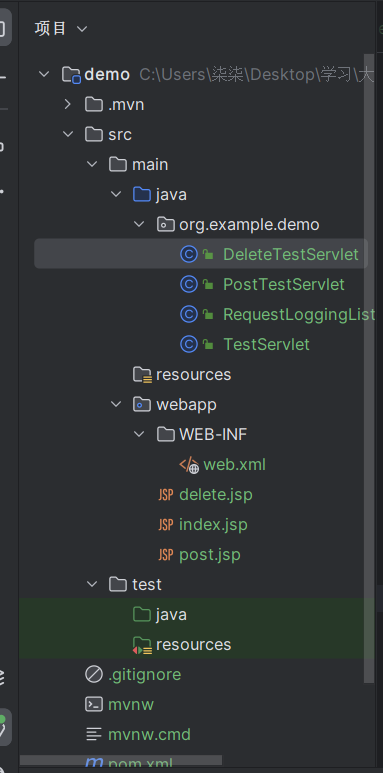 项目
demo C:\Users\柒柒\Desktop\学习\大
.mvn
src
main
java
org.example.demo
DeleteTestServlet
PostTestServlet
RequestLoggingList
TestServlet
resources
webapp
WEB-INF
web.xml
JSP delete.jsp
JSP index.jsp
JSP post.jsp
test
java
resources
.gitignore
mvnw
mvnw.cmd
pom.xml